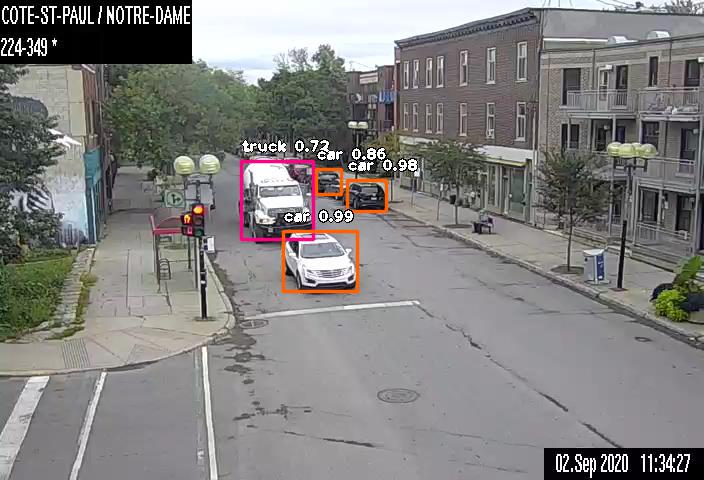 COTE-ST-PAUL / NOTRE-DAME
224-349 *
truck 0.72
car 0.86
car 0.98
car 0.99
02.Sep 2020 11:34:27